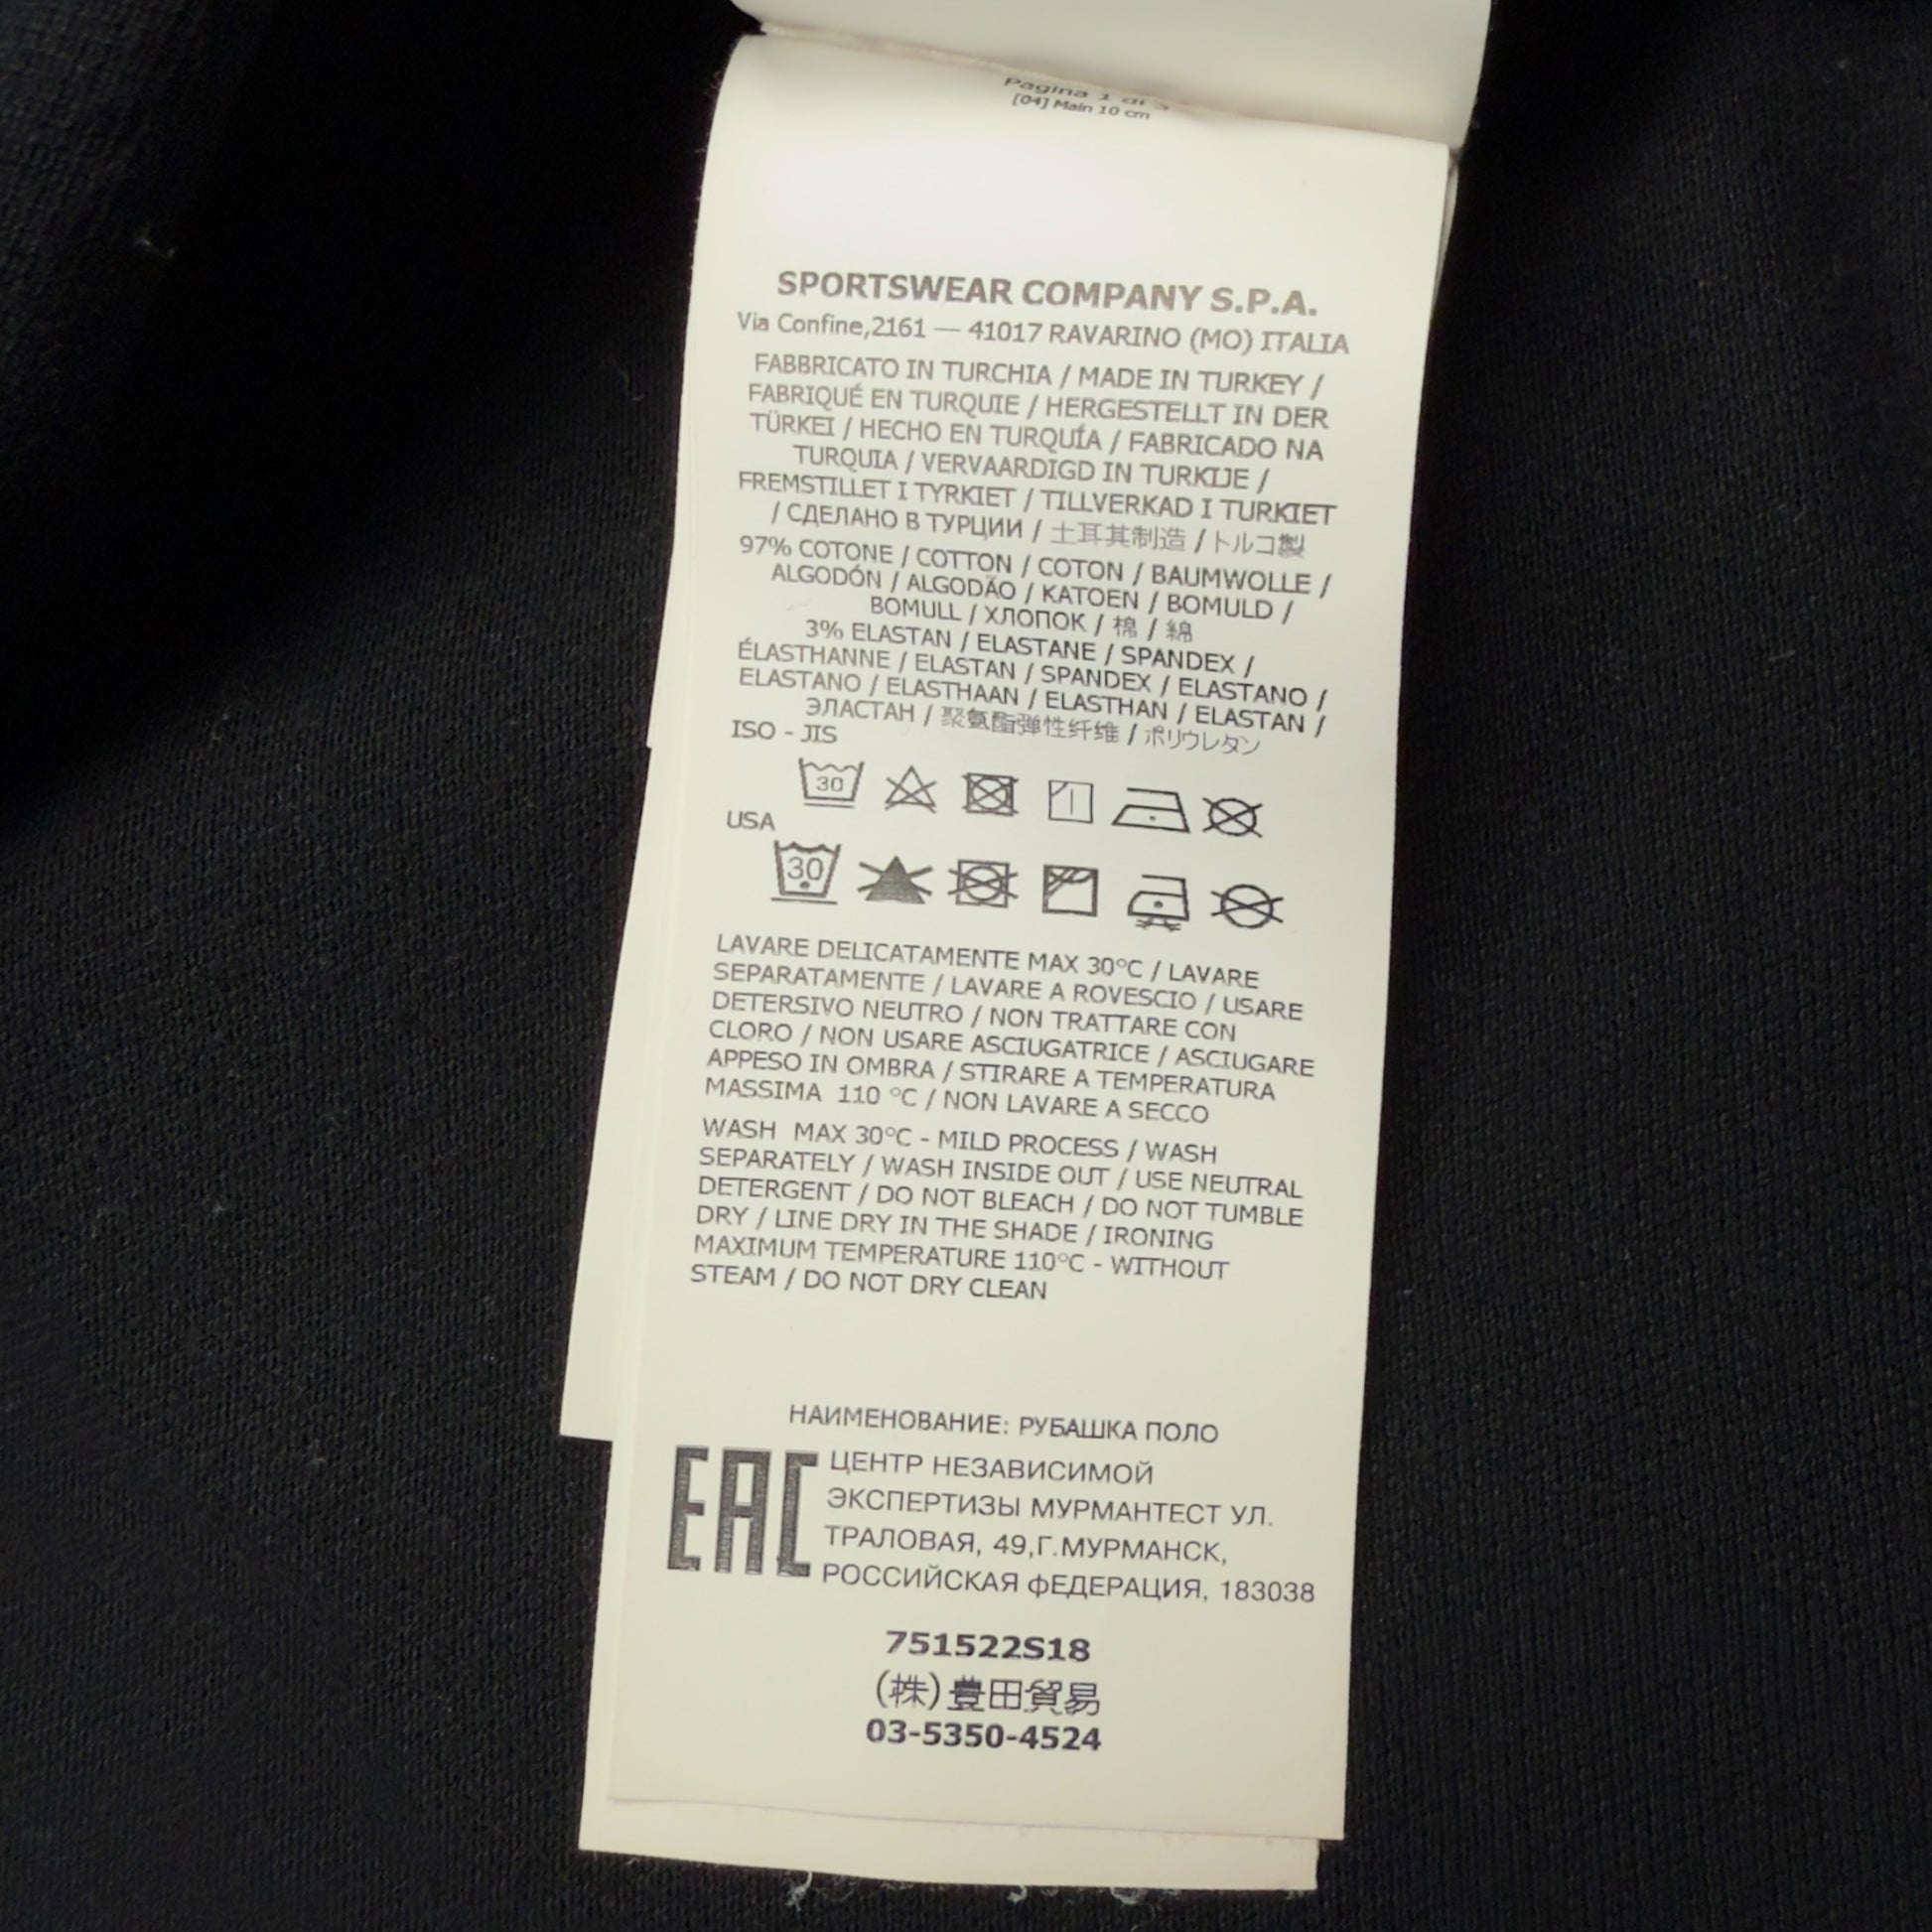 Pagina 1 di 3
[04] Main 10 cm
SPORTSWEAR COMPANY S.P.A.
Via Confine,2161 — 41017 RAVARINO (MO) ITALIA
FABBRICATO IN TURCHIA / MADE IN TURKEY /
FABRIQUÉ EN TURQUIE / HERGESTELLT IN DER
TÜRKEI / HECHO EN TURQUÍA / FABRICADO NA
TURQUIA / VERVAARDIGD IN TURKIJE /
FREMSTILLET I TYRKIET / TILLVERKAD I TURKIET
/ СДЕЛАНО В ТУРЦИИ / 土耳其制造 / トルコ製
97% COTONE / COTTON / COTON / BAUMWOLLE /
ALGODÓN / ALGODÃO / KATOEN / BOMULD /
BOMULL / ХЛОПОК / 棉 / 綿
3% ELASTAN / ELASTANE / SPANDEX /
ÉLASTHANNE / ELASTAN / SPANDEX / ELASTANO /
ELASTANO / ELASTHAAN / ELASTHAN / ELASTAN /
ЭЛАСТАН / 聚氨酯弹性纤维 / ポリウレタン
ISO - JIS
30
USA
30
LAVARE DELICATAMENTE MAX 30°C / LAVARE
SEPARATAMENTE / LAVARE A ROVESCIO / USARE
DETERSIVO NEUTRO / NON TRATTARE CON
CLORO / NON USARE ASCIUGATRICE / ASCIUGARE
APPESO IN OMBRA / STIRARE A TEMPERATURA
MASSIMA 110 °C / NON LAVARE A SECCO
WASH MAX 30°C - MILD PROCESS / WASH
SEPARATELY / WASH INSIDE OUT / USE NEUTRAL
DETERGENT / DO NOT BLEACH / DO NOT TUMBLE
DRY / LINE DRY IN THE SHADE / IRONING
MAXIMUM TEMPERATURE 110°C - WITHOUT
STEAM / DO NOT DRY CLEAN
НАИМЕНОВАНИЕ: РУБАШКА ПОЛО
EAC
ЦЕНТР НЕЗАВИСИМОЙ
ЭКСПЕРТИЗЫ МУРМАНТЕСТ УЛ.
ТРАЛОВАЯ, 49,Г.МУРМАНСК,
РОССИЙСКАЯ фЕДЕРАЦИЯ, 183038
751522S18
(株)豊田貿易
03-5350-4524